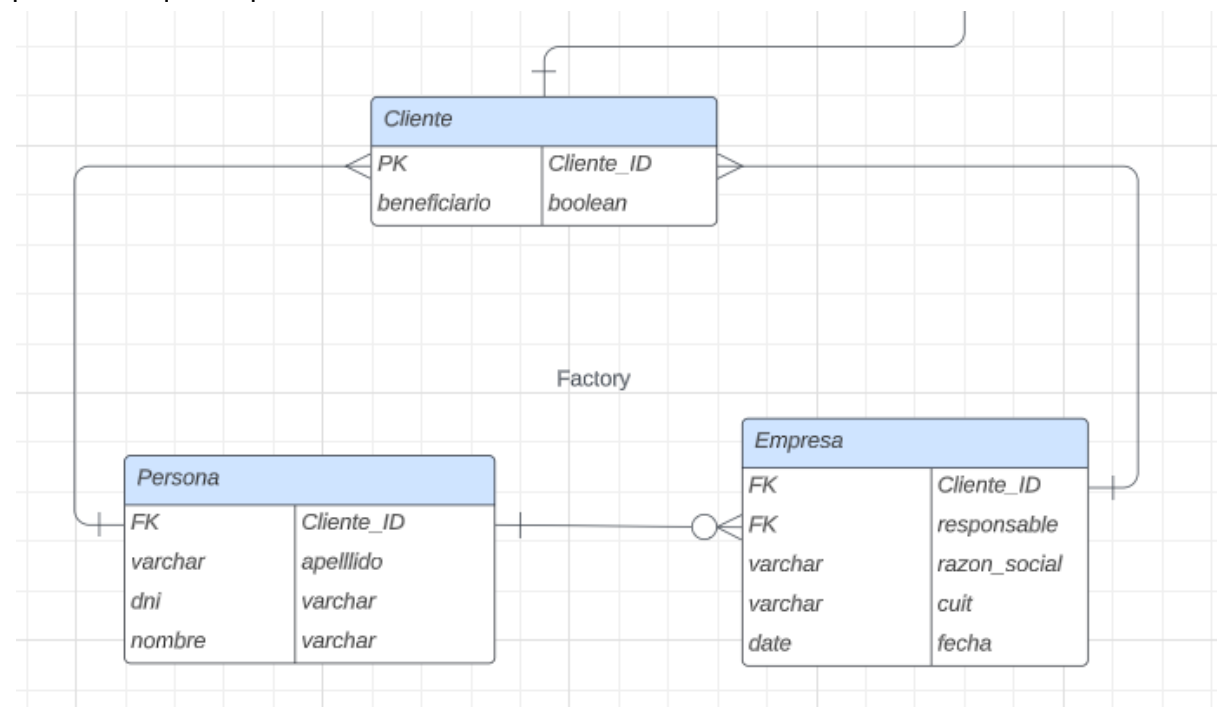 Cliente
PK Cliente_ID
beneficiario boolean
Factory
Persona
FK Cliente_ID
varchar apelllido
dni varchar
nombre varchar
Empresa
FK Cliente_ID
FK responsable
varchar razon_social
varchar cuit
date fecha